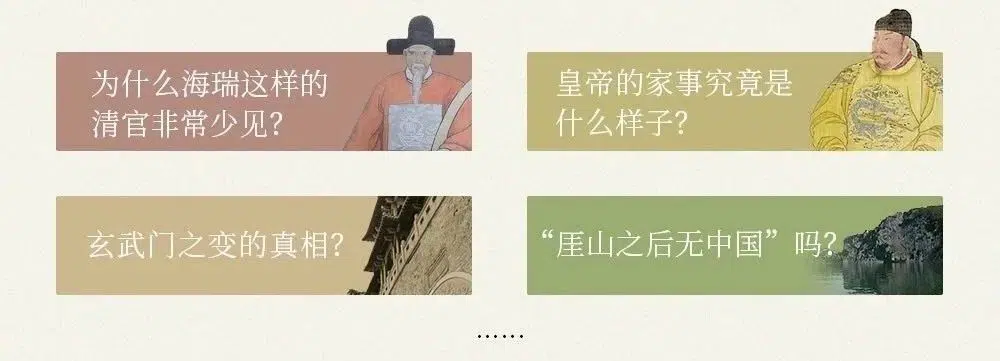 为什么海瑞这样的
清官非常少见？
皇帝的家事究竟是
什么样子？
玄武门之变的真相？
“厓山之后无中国”吗？
……